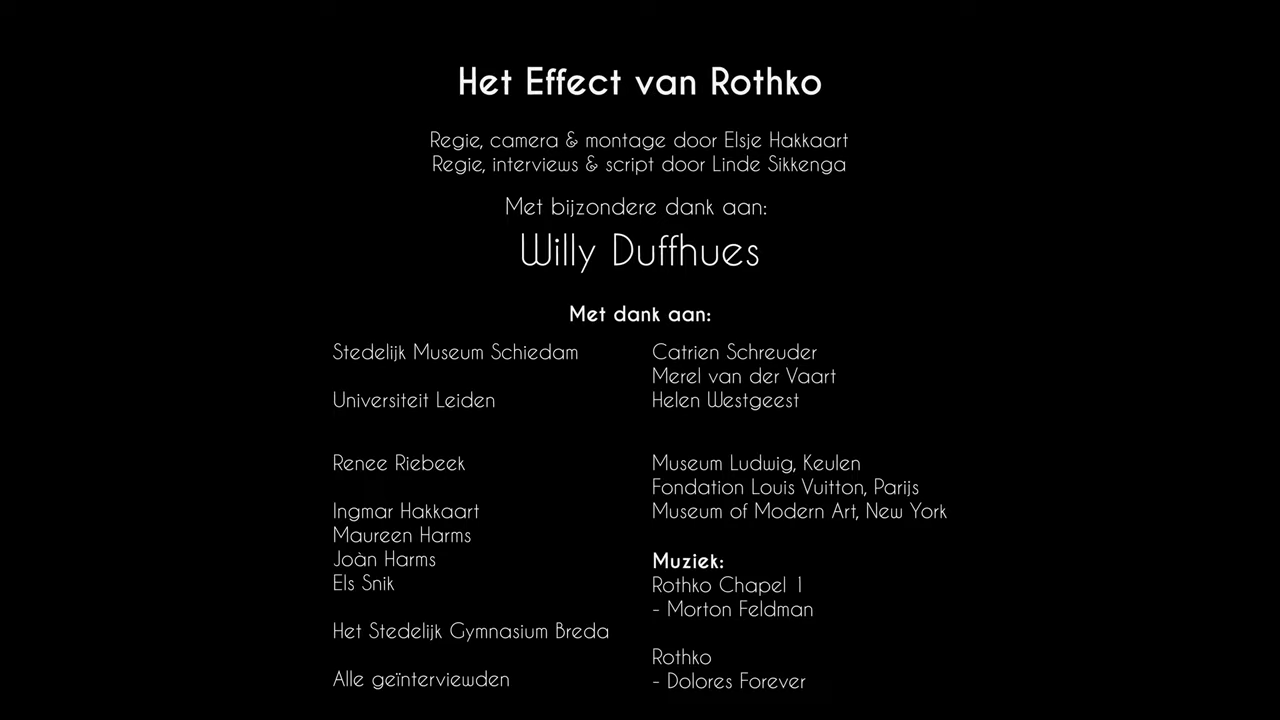 Het Effect van Rothko
Regie, camera & montage door Elsje Hakkaart
Regie, interviews & script door Linde Sikkenga
Met bijzondere dank aan:
Willy Duffhues
Met dank aan:
Stedelijk Museum Schiedam
Universiteit Leiden
Renee Riebeek
Ingmar Hakkaart
Maureen Harms
Joàn Harms
Els Snik
Het Stedelijk Gymnasium Breda
Alle geïnterviewden
Catrien Schreuder
Merel van der Vaart
Helen Westgeest
Museum Ludwig, Keulen
Fondation Louis Vuitton, Parijs
Museum of Modern Art, New York
Muziek:
Rothko Chapel 1
- Morton Feldman
Rothko
- Dolores Forever